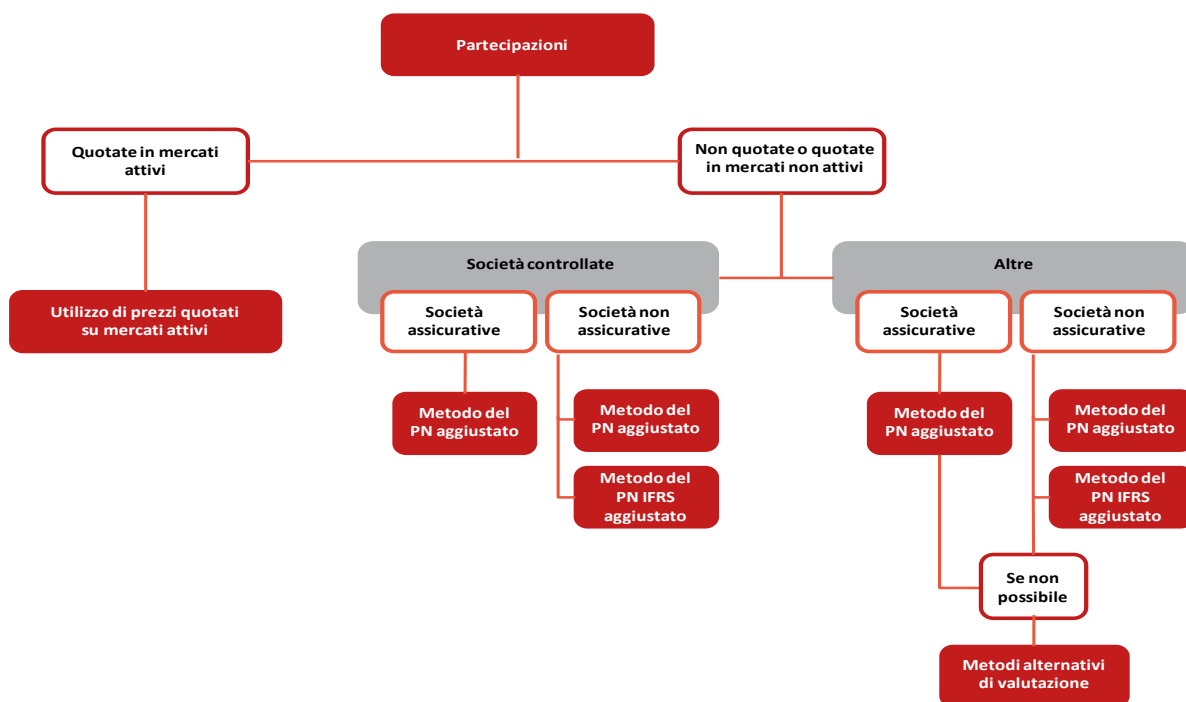 Partecipazioni
Quotate in mercati
attivi
Non quotate o quotate
in mercati non attivi
Utilizzo di prezzi quotati
su mercati attivi
Società controllate
Altre
Società
assicurative
Società non
assicurative
Società
assicurative
Società non
assicurative
Metodo del
PN aggiustato
Metodo del
PN aggiustato
Metodo del
PN IFRS
aggiustato
Metodo del
PN aggiustato
Metodo del
PN aggiustato
Metodo del
PN IFRS
aggiustato
Se non
possibile
Metodi alternativi
di valutazione